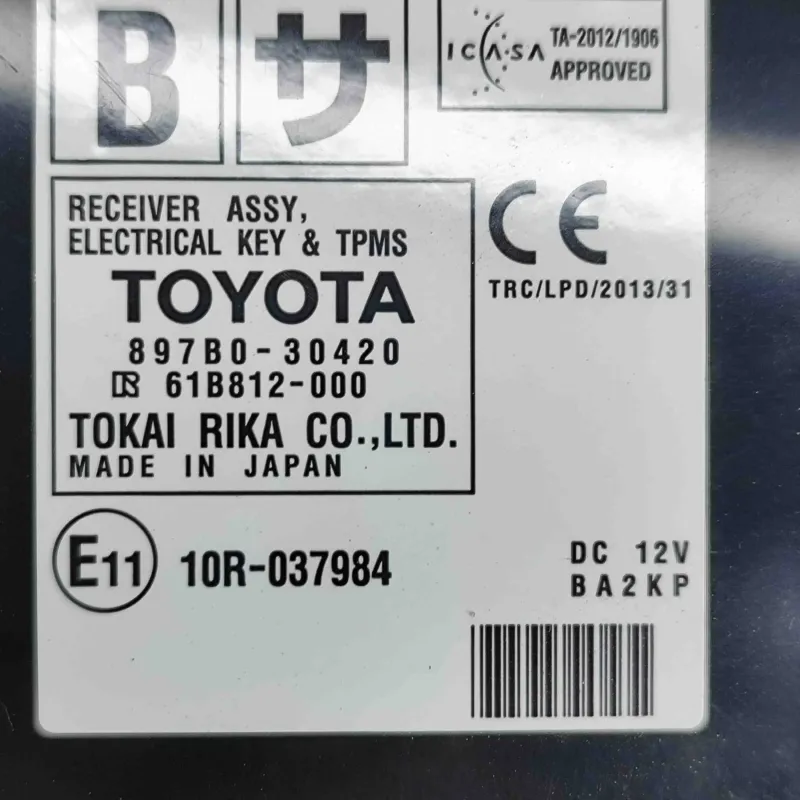 B サ
ICASA TA-2012/1906
APPROVED
RECEIVER ASSY,
ELECTRICAL KEY & TPMS
TOYOTA
897B0-30420
61B812-000
TOKAI RIKA CO.,LTD.
MADE IN JAPAN
CE
TRC/LPD/2013/31
E11 10R-037984
DC 12V
BA2KP